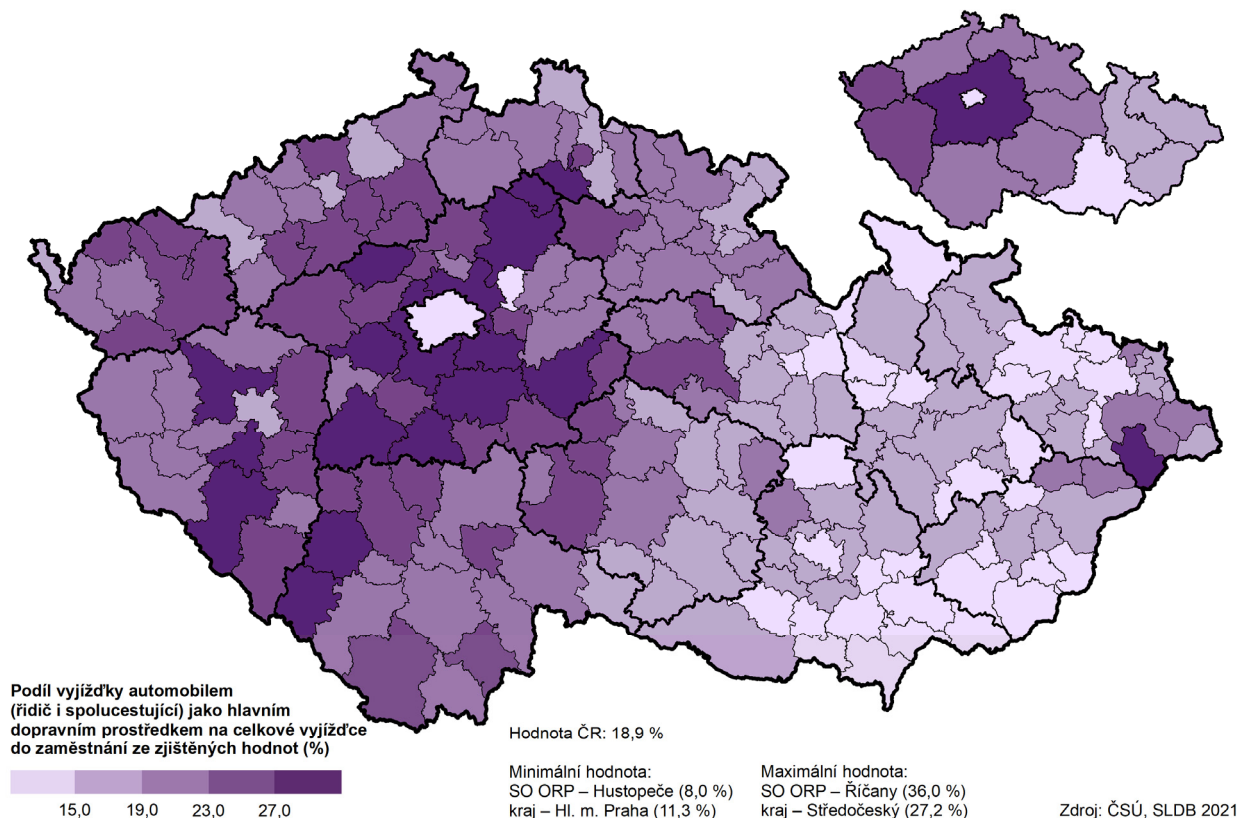 Podíl vyjížďky automobilem
(řidič i spolucestující) jako hlavním
dopravním prostředkem na celkové vyjížďce
do zaměstnání ze zjištěných hodnot (%)
15,0 19,0 23,0 27,0
Hodnota ČR: 18,9 %
Minimální hodnota:
SO ORP – Hustopeče (8,0 %)
kraj – Hl. m. Praha (11,3 %)
Maximální hodnota:
SO ORP – Říčany (36,0 %)
kraj – Středočeský (27,2 %)
Zdroj: ČSÚ, SLDB 2021